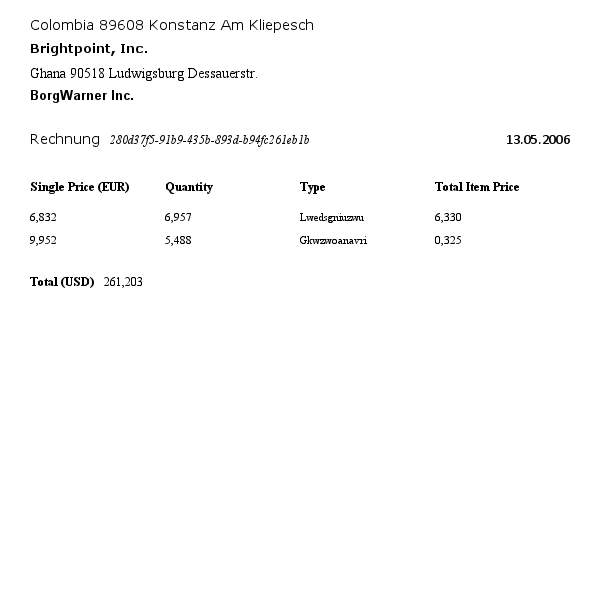 Colombia 89608 Konstanz Am Kliepesch
Brightpoint, Inc.
Ghana 90518 Ludwigsburg Dessauerstr.
BorgWarner Inc.
Rechnung 280d37f5-91b9-435b-893d-b94fc261eb1b 13.05.2006
Single Price (EUR) Quantity Type Total Item Price
6,832 6,957 Lwedsgniuzwu 6,330
9,952 5,488 Gkwzwoanavri 0,325
Total (USD) 261,203